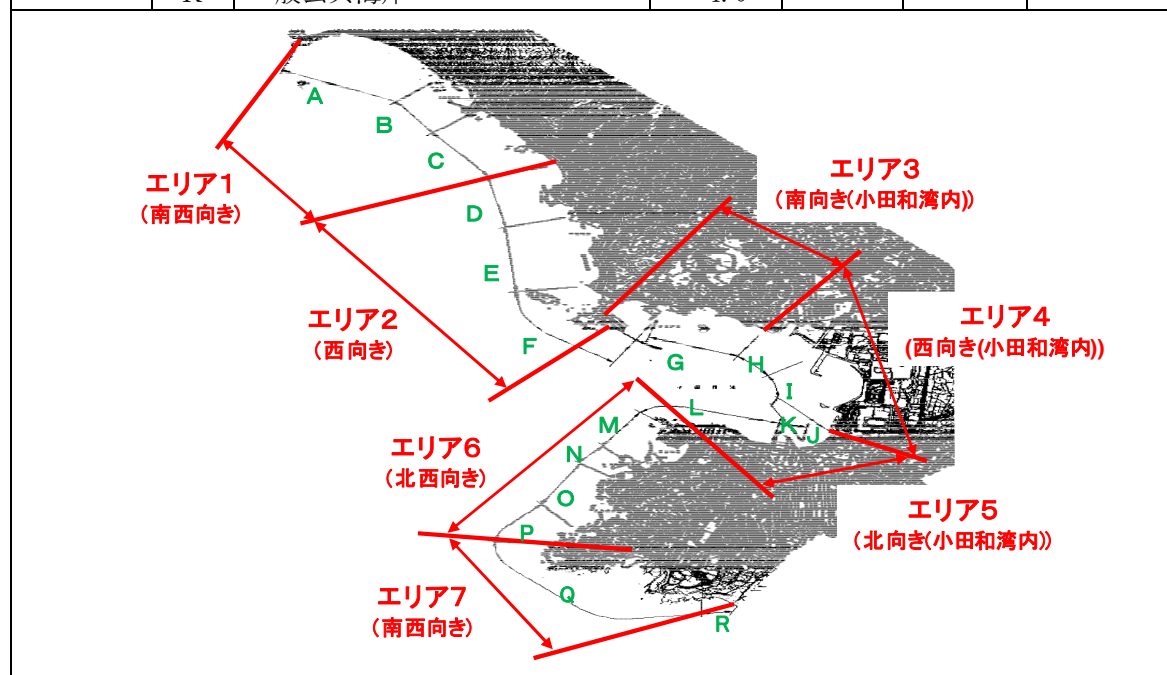 A
B
C
エリア1
(南西向き)
エリア3
(南向き(小田和湾内))
D
E
エリア2
(西向き)
F
エリア4
(西向き(小田和湾内))
G
H
I
L
K
J
M
N
エリア6
(北西向き)
O
P
エリア5
(北向き(小田和湾内))
Q
エリア7
(南西向き)
R